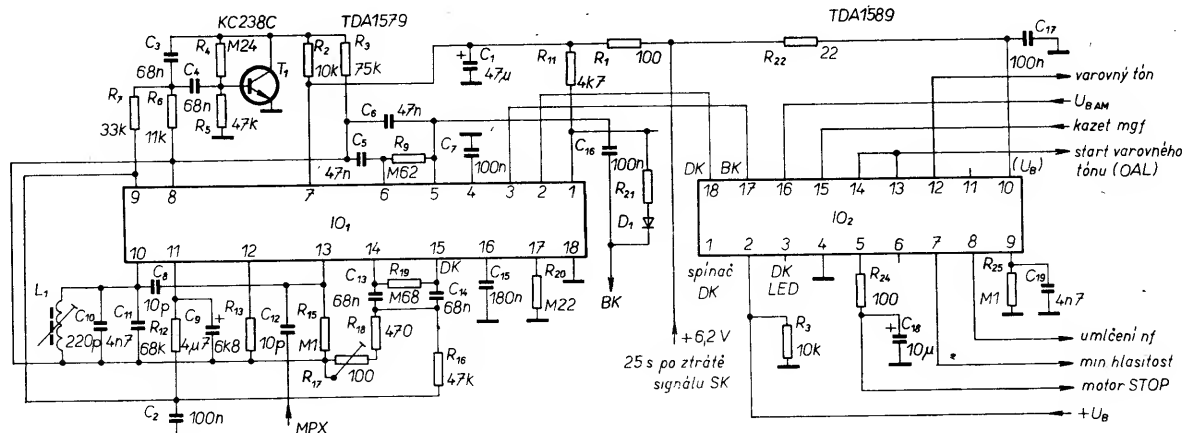 KC238C
TDA1579
TDA1589
C3
68n
R4
M24
C4
68n
T1
R2
10k
R3
75k
C1
+
47µ
R11
4k7
R1
100
R22
22
C17
100n
R7
33k
R6
11k
R5
47k
C6
47n
C5
47n
R9
M62
C7
100n
C16
100n
R21
D1
BK
varovný tón
UBAM
kazet mgf
start varovného
tónu (OAL)
DK
BK
(UB)
9
8
7
6
5
4
3
2
1
IO1
10
11
12
13
14
15
16
17
18
DK
18
17
16
15
14
13
12
11
10
IO2
1
2
3
4
5
6
7
8
9
spínač
DK
DK
LED
L1
C10
220p
C11
4n7
C8
10p
R12
68k
C9
4µ7
+
R13
6k8
C12
10p
R15
M1
C13
68n
R19
M68
C14
68n
R18
470
R17
100
R16
47k
C15
180n
R20
M22
C2
100n
MPX
+6,2V
25 s po ztrátě
signálu SK
R3
10k
R24
100
+
C18
10µ
R25
M1
C19
4n7
umlčení nf
min hlasitost
motor STOP
+UB